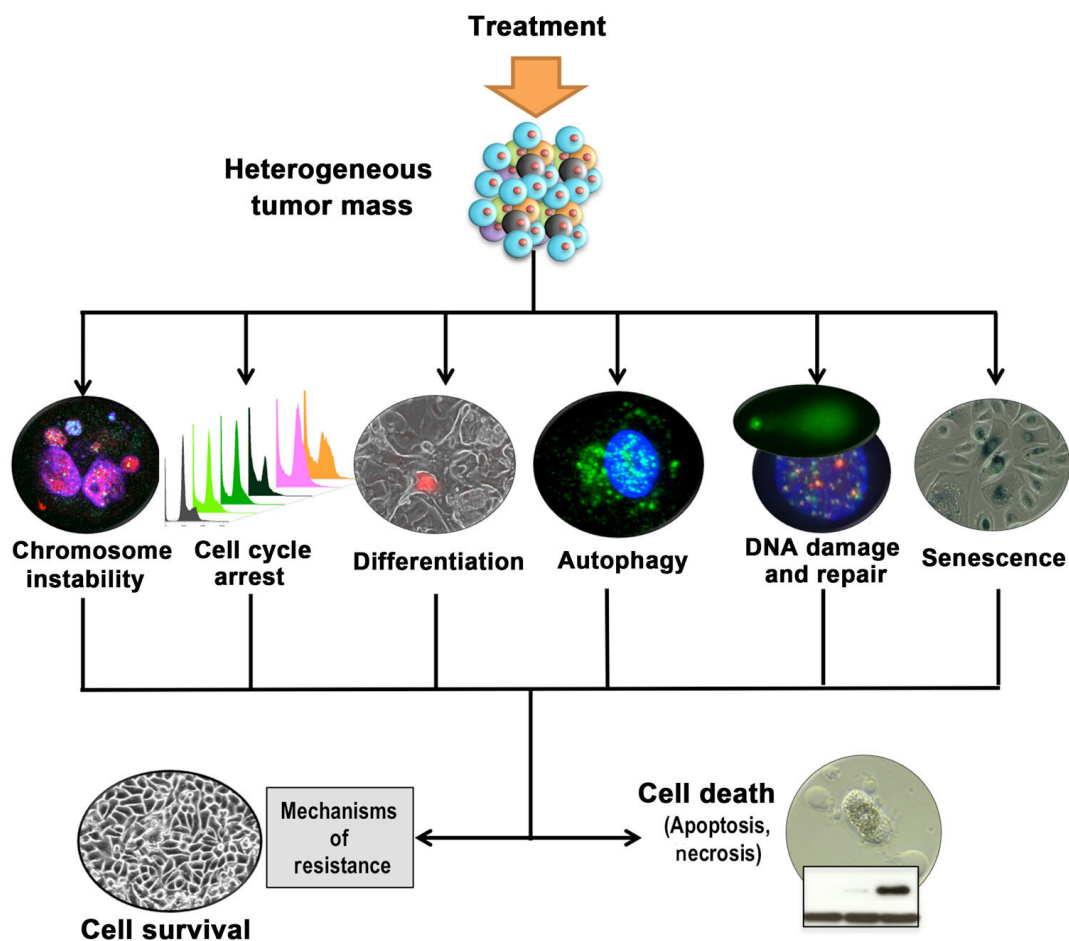 Treatment
Heterogeneous
tumor mass
Chromosome
instability
Cell cycle
arrest
Differentiation
Autophagy
DNA damage
and repair
Senescence
Mechanisms
of
resistance
Cell survival
Cell death
(Apoptosis,
necrosis)